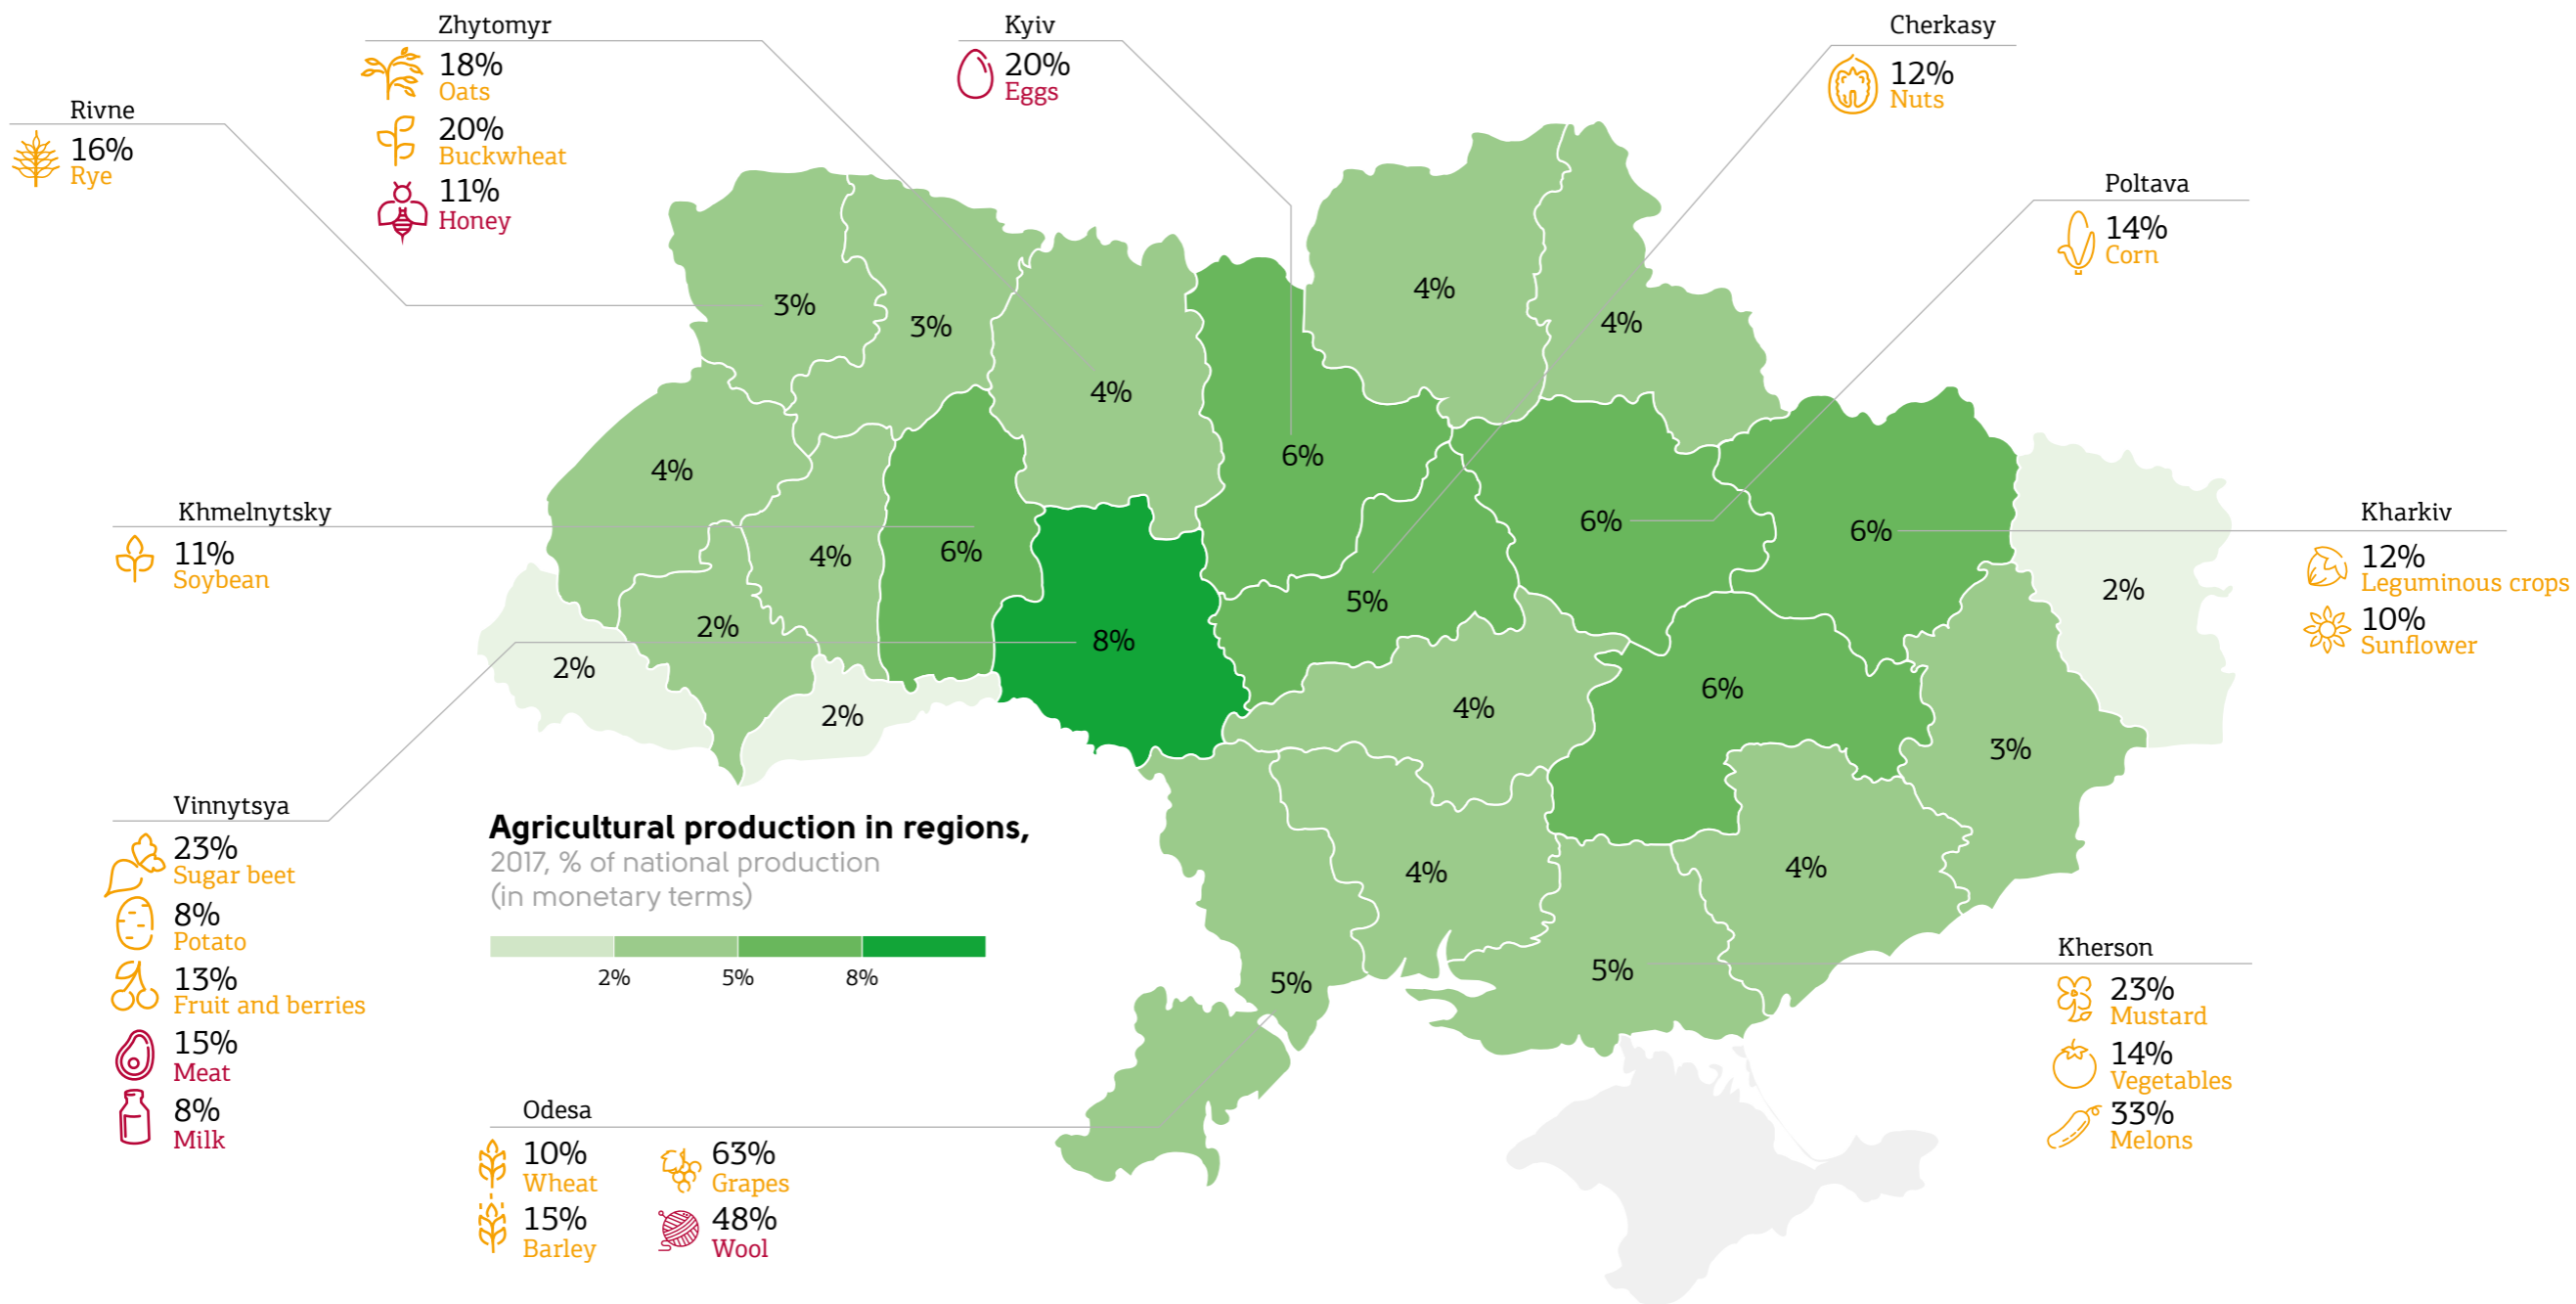 Zhytomyr
18%
Oats
20%
Buckwheat
11%
Honey
Kyiv
20%
Eggs
Cherkasy
12%
Nuts
Rivne
16%
Rye
Poltava
14%
Corn
Khmelnytsky
11%
Soybean
Kharkiv
12%
Leguminous crops
10%
Sunflower
3%
3%
4%
6%
4%
4%
4%
4%
6%
6%
5%
6%
6%
2%
2%
2%
8%
2%
4%
6%
3%
4%
4%
5%
5%
Vinnytsya
23%
Sugar beet
8%
Potato
13%
Fruit and berries
15%
Meat
8%
Milk
Agricultural production in regions,
2017, % of national production
(in monetary terms)
2% 5% 8%
Odesa
10%
Wheat
15%
Barley
63%
Grapes
48%
Wool
Kherson
23%
Mustard
14%
Vegetables
33%
Melons